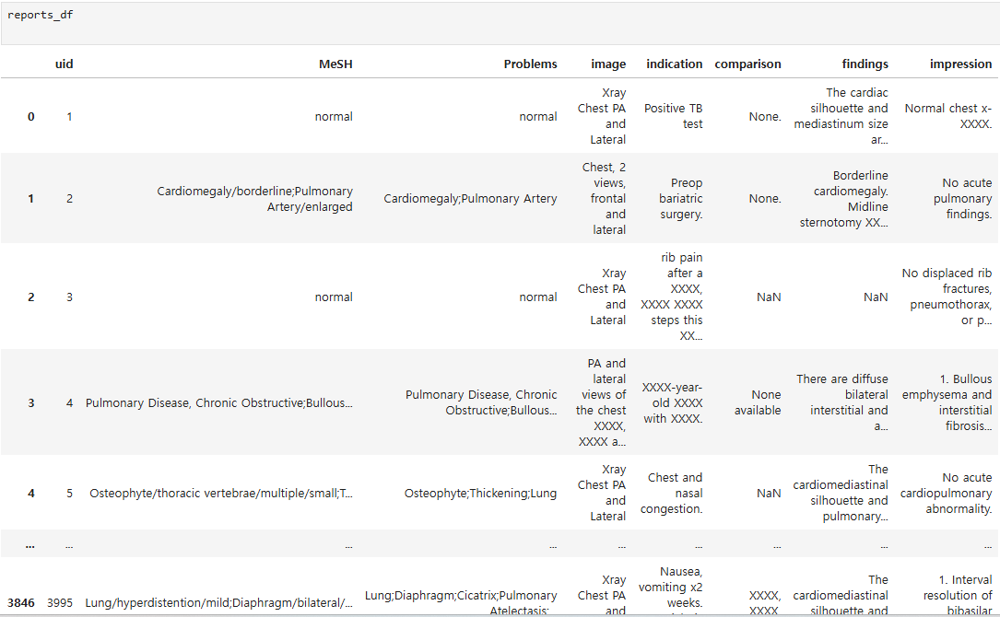 reports_df
uid MeSH Problems image indication comparison findings impression
0 1 normal normal Xray Chest PA and Lateral Positive TB test None. The cardiac silhouette and mediastinum size ar... Normal chest x-XXXX.
1 2 Cardiomegaly/borderline;Pulmonary Artery/enlarged Cardiomegaly;Pulmonary Artery Chest, 2 views, frontal and lateral Preop bariatric surgery. None. Borderline cardiomegaly. Midline sternotomy XX... No acute pulmonary findings.
2 3 normal normal Xray Chest PA and Lateral rib pain after a XXXX, XXXX XXXX steps this XX... NaN NaN No displaced rib fractures, pneumothorax, or p...
3 4 Pulmonary Disease, Chronic Obstructive;Bullous... Pulmonary Disease, Chronic Obstructive;Bullous... PA and lateral views of the chest XXXX, XXXX a... XXXX-year-old XXXX with XXXX. None available There are diffuse bilateral interstitial and a... 1. Bullous emphysema and interstitial fibrosis...
4 5 Osteophyte/thoracic vertebrae/multiple/small;T... Osteophyte;Thickening;Lung Xray Chest PA and Lateral Chest and nasal congestion. NaN The cardiomediastinal silhouette and pulmonary... No acute cardiopulmonary abnormality.
... ... ... ... ... ... ... ... ...
3846 3995 Lung/hyperdistention/mild;Diaphragm/bilateral/... Lung;Diaphragm;Cicatrix;Pulmonary Atelectasis; Xray Chest PA and Nausea, vomiting x2 weeks. XXXX, XXXX The cardiomediastinal silhouette and 1. Interval resolution of bibasilar